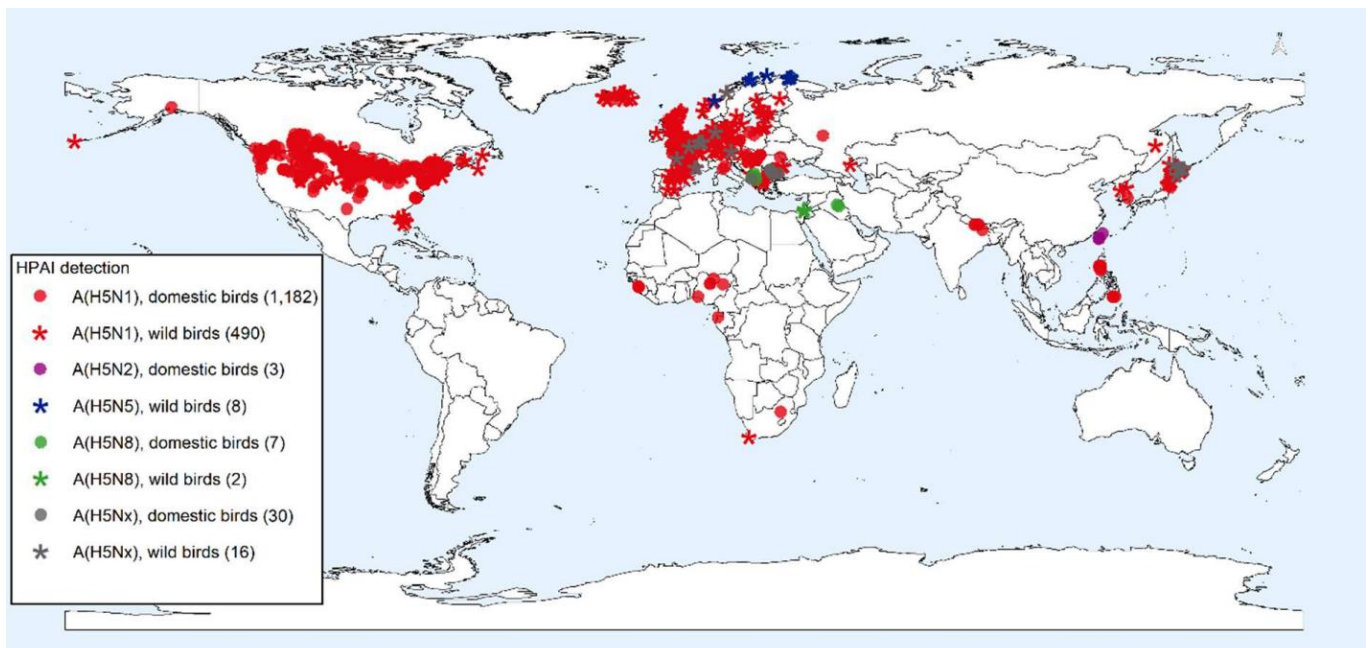 N
HPAI detection
A(H5N1), domestic birds (1,182)
A(H5N1), wild birds (490)
A(H5N2), domestic birds (3)
A(H5N5), wild birds (8)
A(H5N8), domestic birds (7)
A(H5N8), wild birds (2)
A(H5Nx), domestic birds (30)
A(H5Nx), wild birds (16)